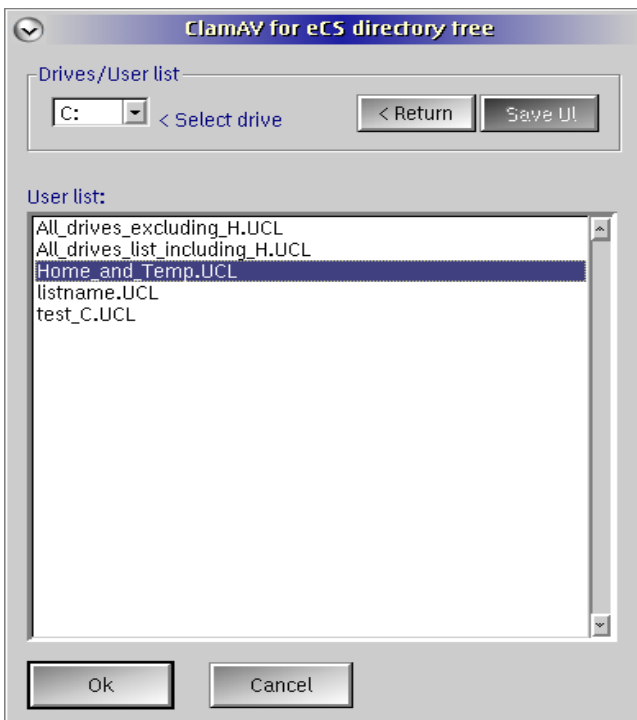 ClamAV for eCS directory tree
Drives/User list
C:
< Select drive
< Return
Save Ul
User list:
All_drives_excluding_H.UCL
All_drives_list_including_H.UCL
Home_and_Temp.UCL
listname.UCL
test_C.UCL
Ok
Cancel